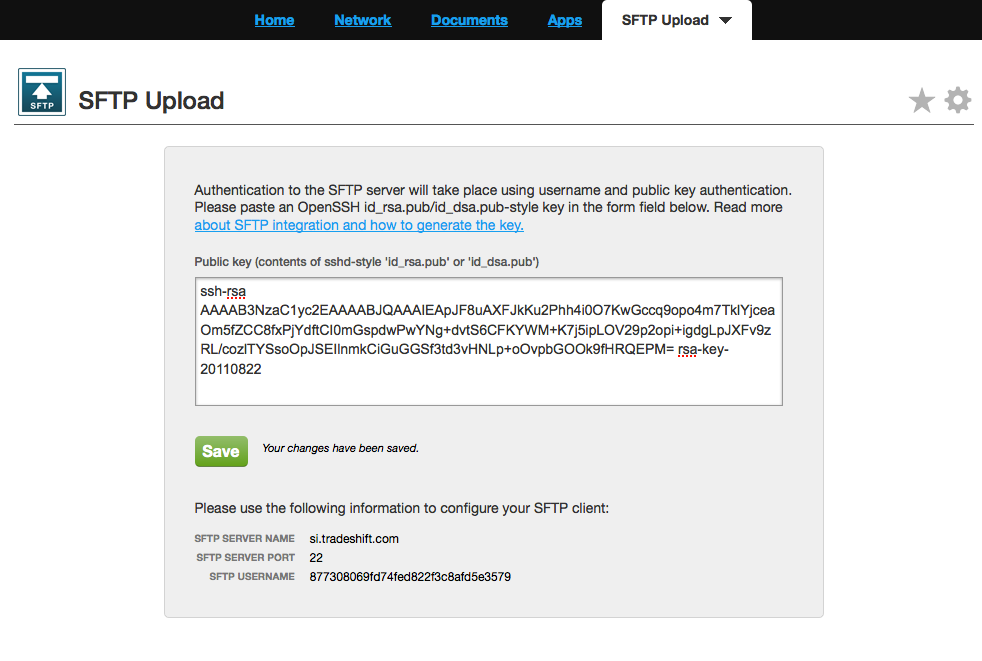 Home Network Documents Apps SFTP Upload
SFTP
SFTP Upload
Authentication to the SFTP server will take place using username and public key authentication.
Please paste an OpenSSH id_rsa.pub/id_dsa.pub-style key in the form field below. Read more
about SFTP integration and how to generate the key.
Public key (contents of sshd-style 'id_rsa.pub' or 'id_dsa.pub')
ssh-rsa
AAAAB3NzaC1yc2EAAAABJQAAAIEApJF8uAXFJkKu2Phh4i0O7KwGccq9opo4m7TklYjcea
Om5fZCC8fxPjYdftCI0mGspdwPwYNg+dvtS6CFKYWM+K7j5ipLOV29p2opi+igdgLpJXFv9z
RL/cozITYSsoOpJSEIlnmkCiGuGGSf3td3vHNLp+oOvpbGOOk9fHRQEPM= rsa-key-
20110822
Save Your changes have been saved.
Please use the following information to configure your SFTP client:
SFTP SERVER NAME si.tradeshift.com
SFTP SERVER PORT 22
SFTP USERNAME 877308069fd74fed822f3c8afd5e3579